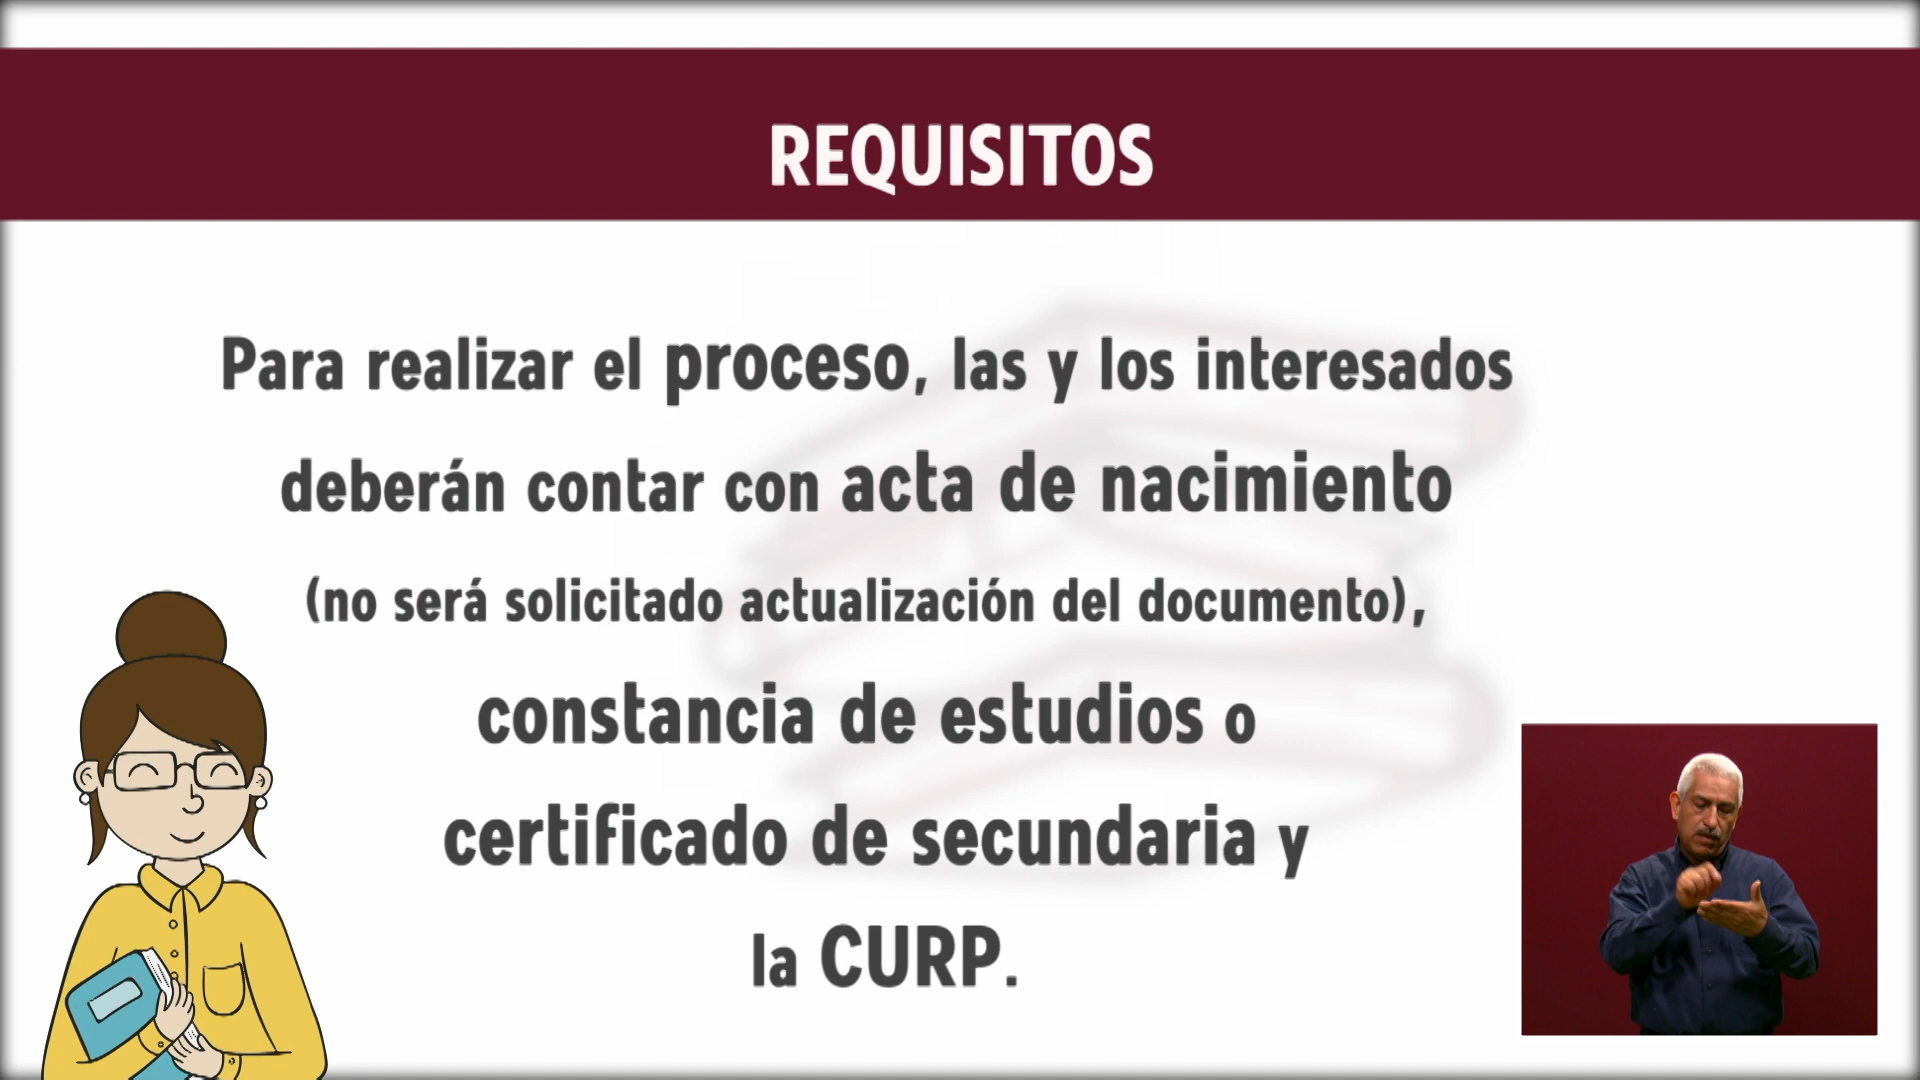 REQUISITOS
Para realizar el proceso, las y los interesados
deberán contar con acta de nacimiento
(no será solicitado actualización del documento),
constancia de estudios o
certificado de secundaria y
la CURP.